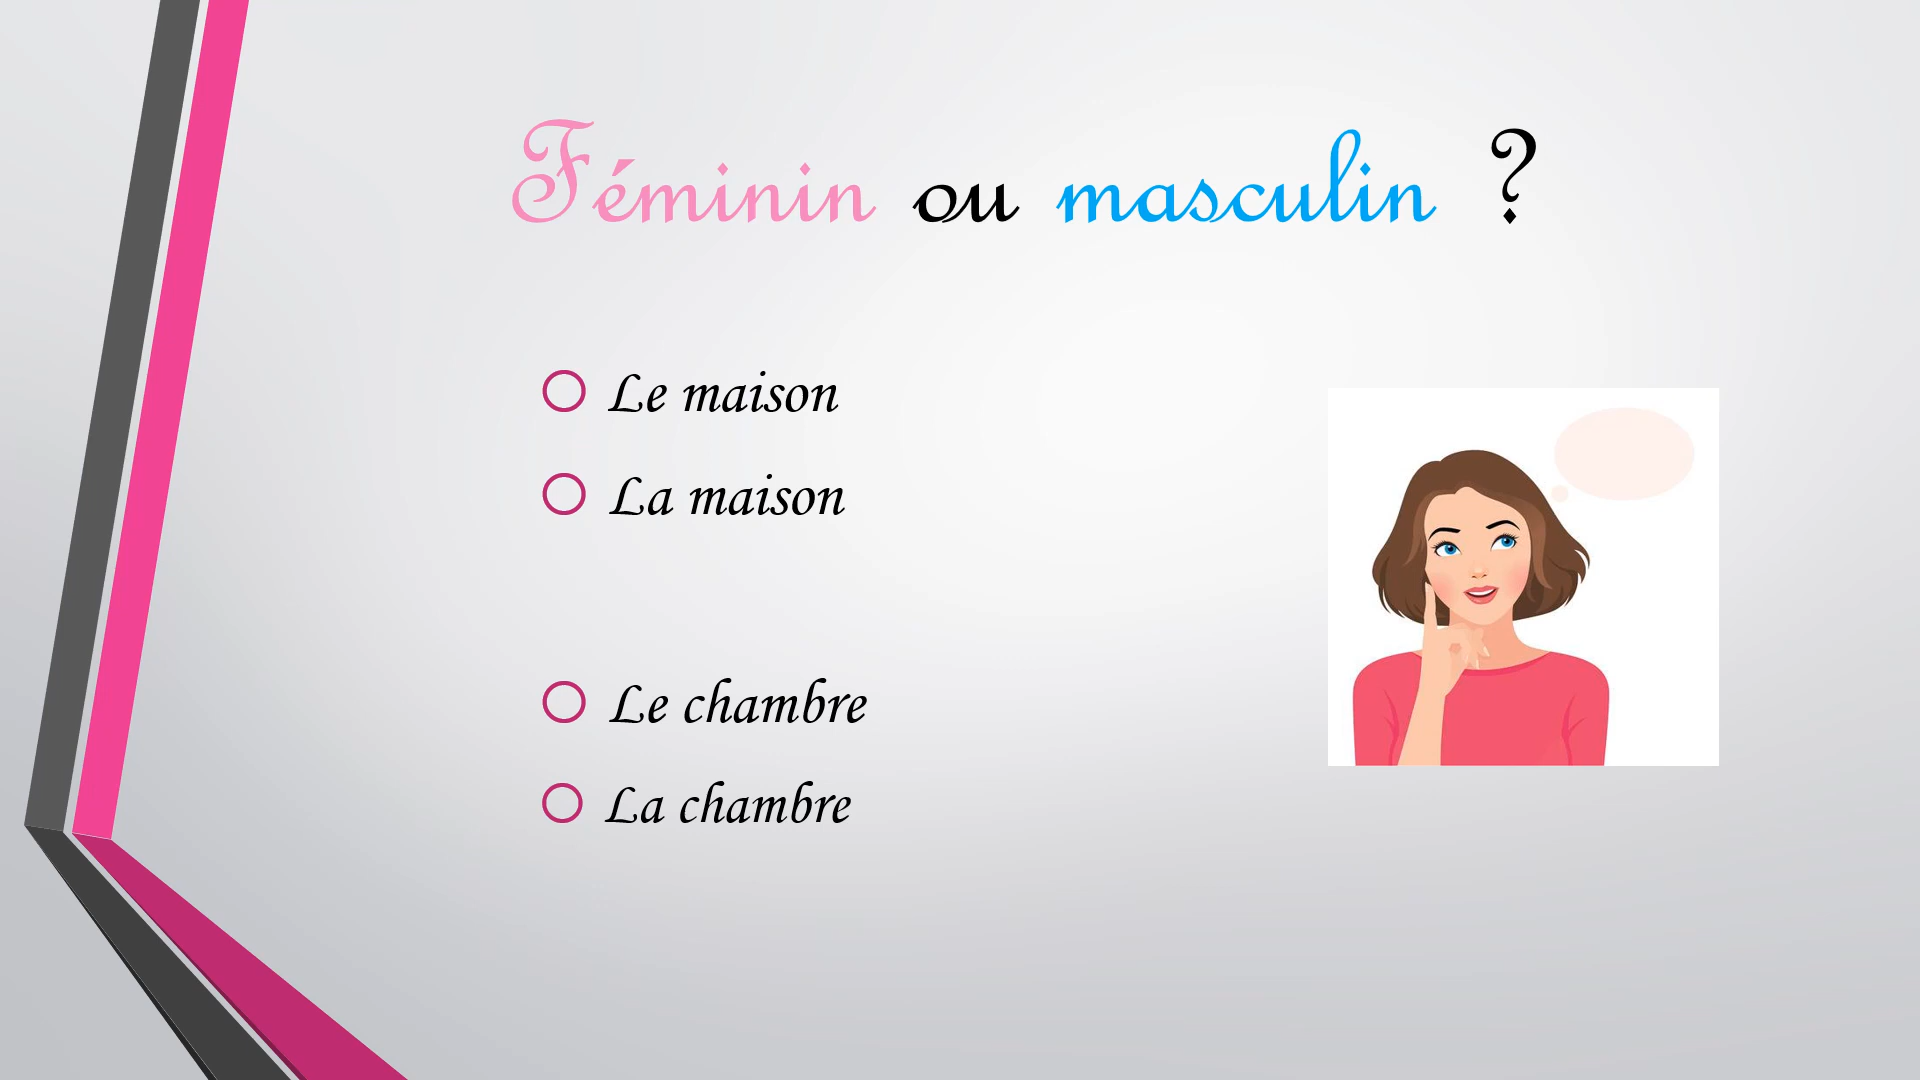 Féminin ou masculin ?
Le maison
La maison
Le chambre
La chambre